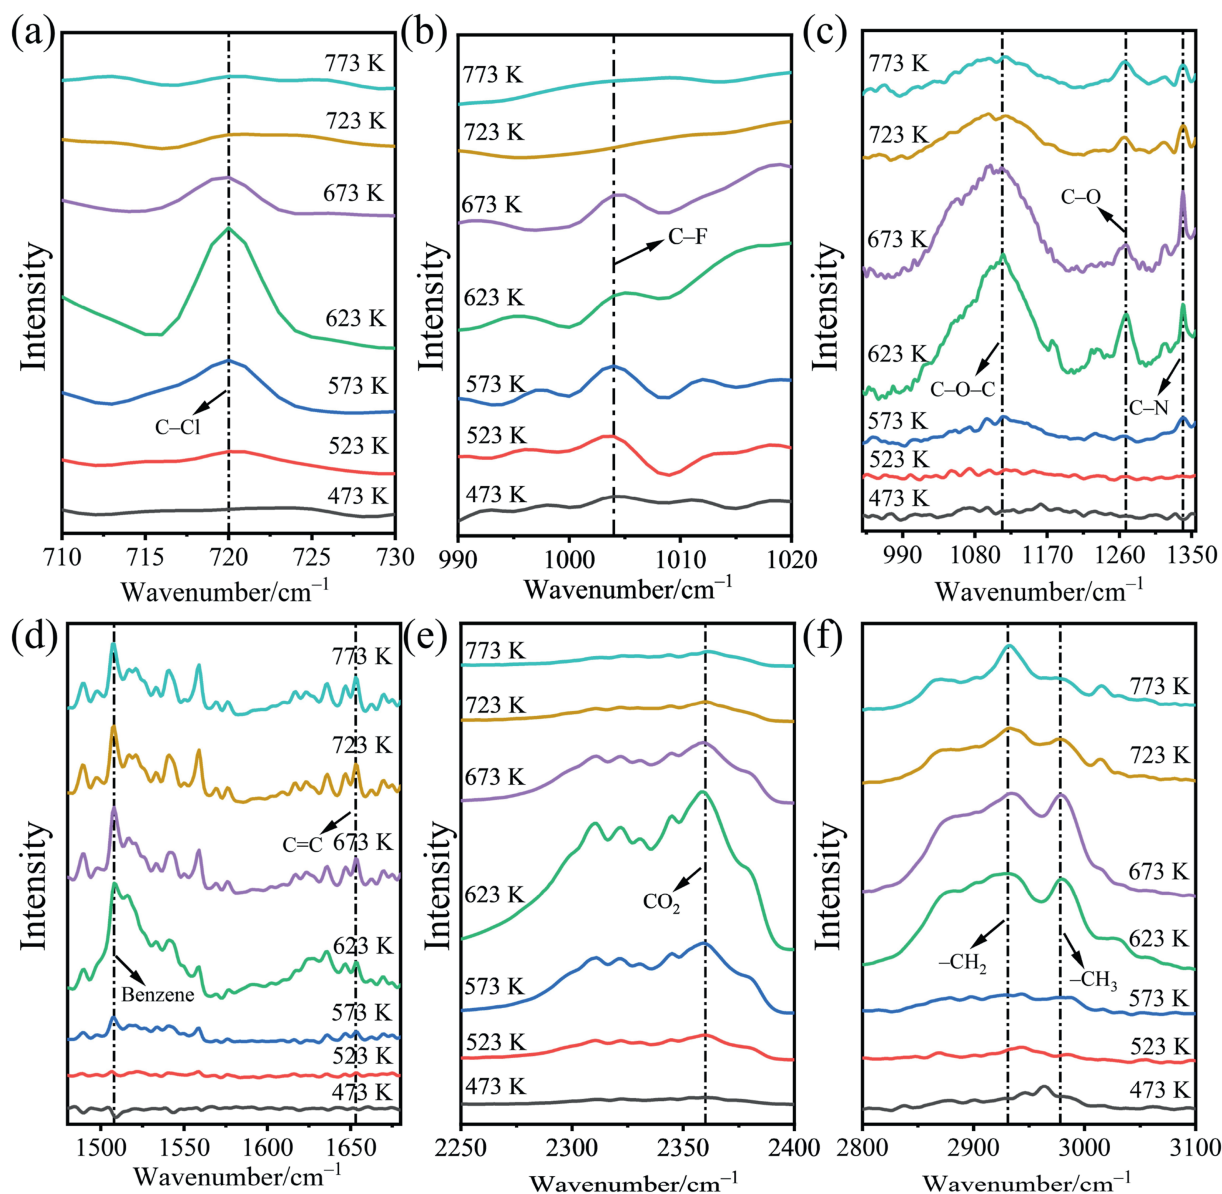 (a)
773 K
723 K
673 K
623 K
573 K
C–Cl
523 K
473 K
Intensity
710 715 720 725 730
Wavenumber/cm–1
(b)
773 K
723 K
673 K
C–F
623 K
573 K
523 K
473 K
Intensity
990 1000 1010 1020
Wavenumber/cm–1
(c)
773 K
723 K
C–O
673 K
623 K
C–O–C
C–N
573 K
523 K
473 K
Intensity
990 1080 1170 1260 1350
Wavenumber/cm–1
(d)
773 K
723 K
C=C
673 K
623 K
Benzene
573 K
523 K
473 K
Intensity
1500 1550 1600 1650
Wavenumber/cm–1
(e)
773 K
723 K
673 K
623 K
CO2
573 K
523 K
473 K
Intensity
2250 2300 2350 2400
Wavenumber/cm–1
(f)
773 K
723 K
673 K
623 K
–CH2
–CH3
573 K
523 K
473 K
Intensity
2800 2900 3000 3100
Wavenumber/cm–1